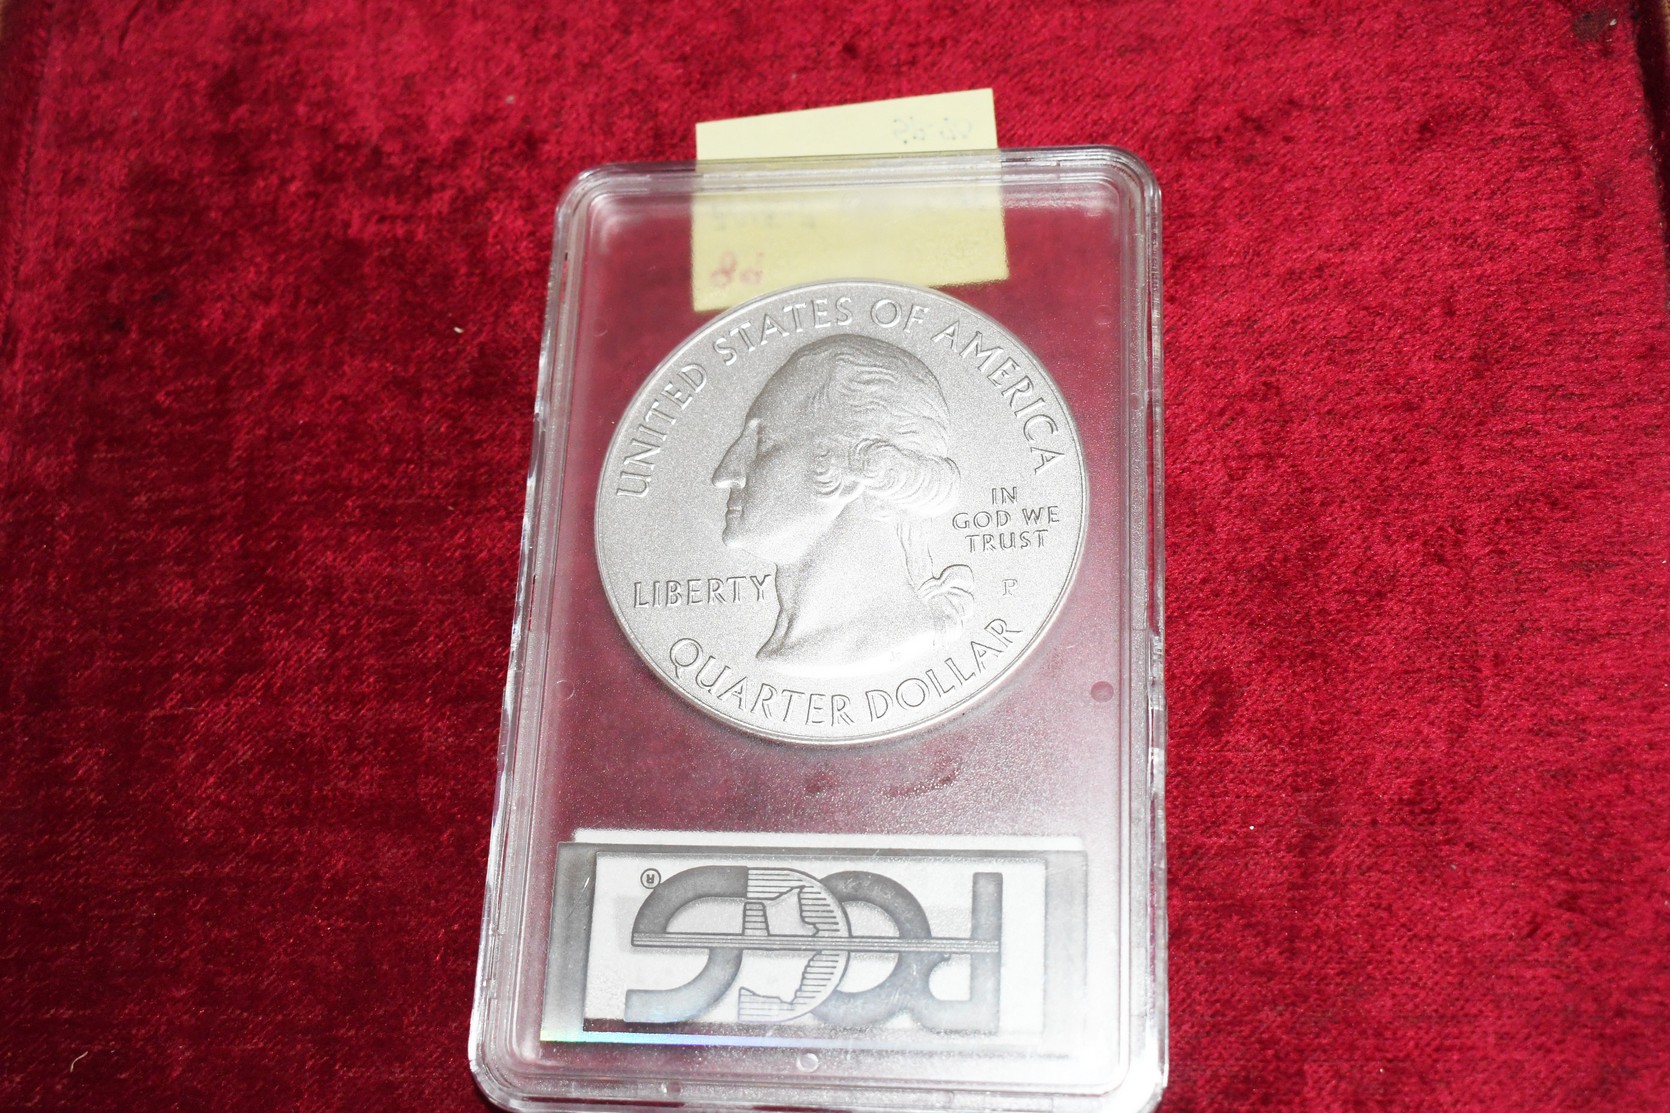 UNITED STATES OF AMERICA
IN
GOD WE
TRUST
LIBERTY
P
QUARTER DOLLAR
PCGS
®